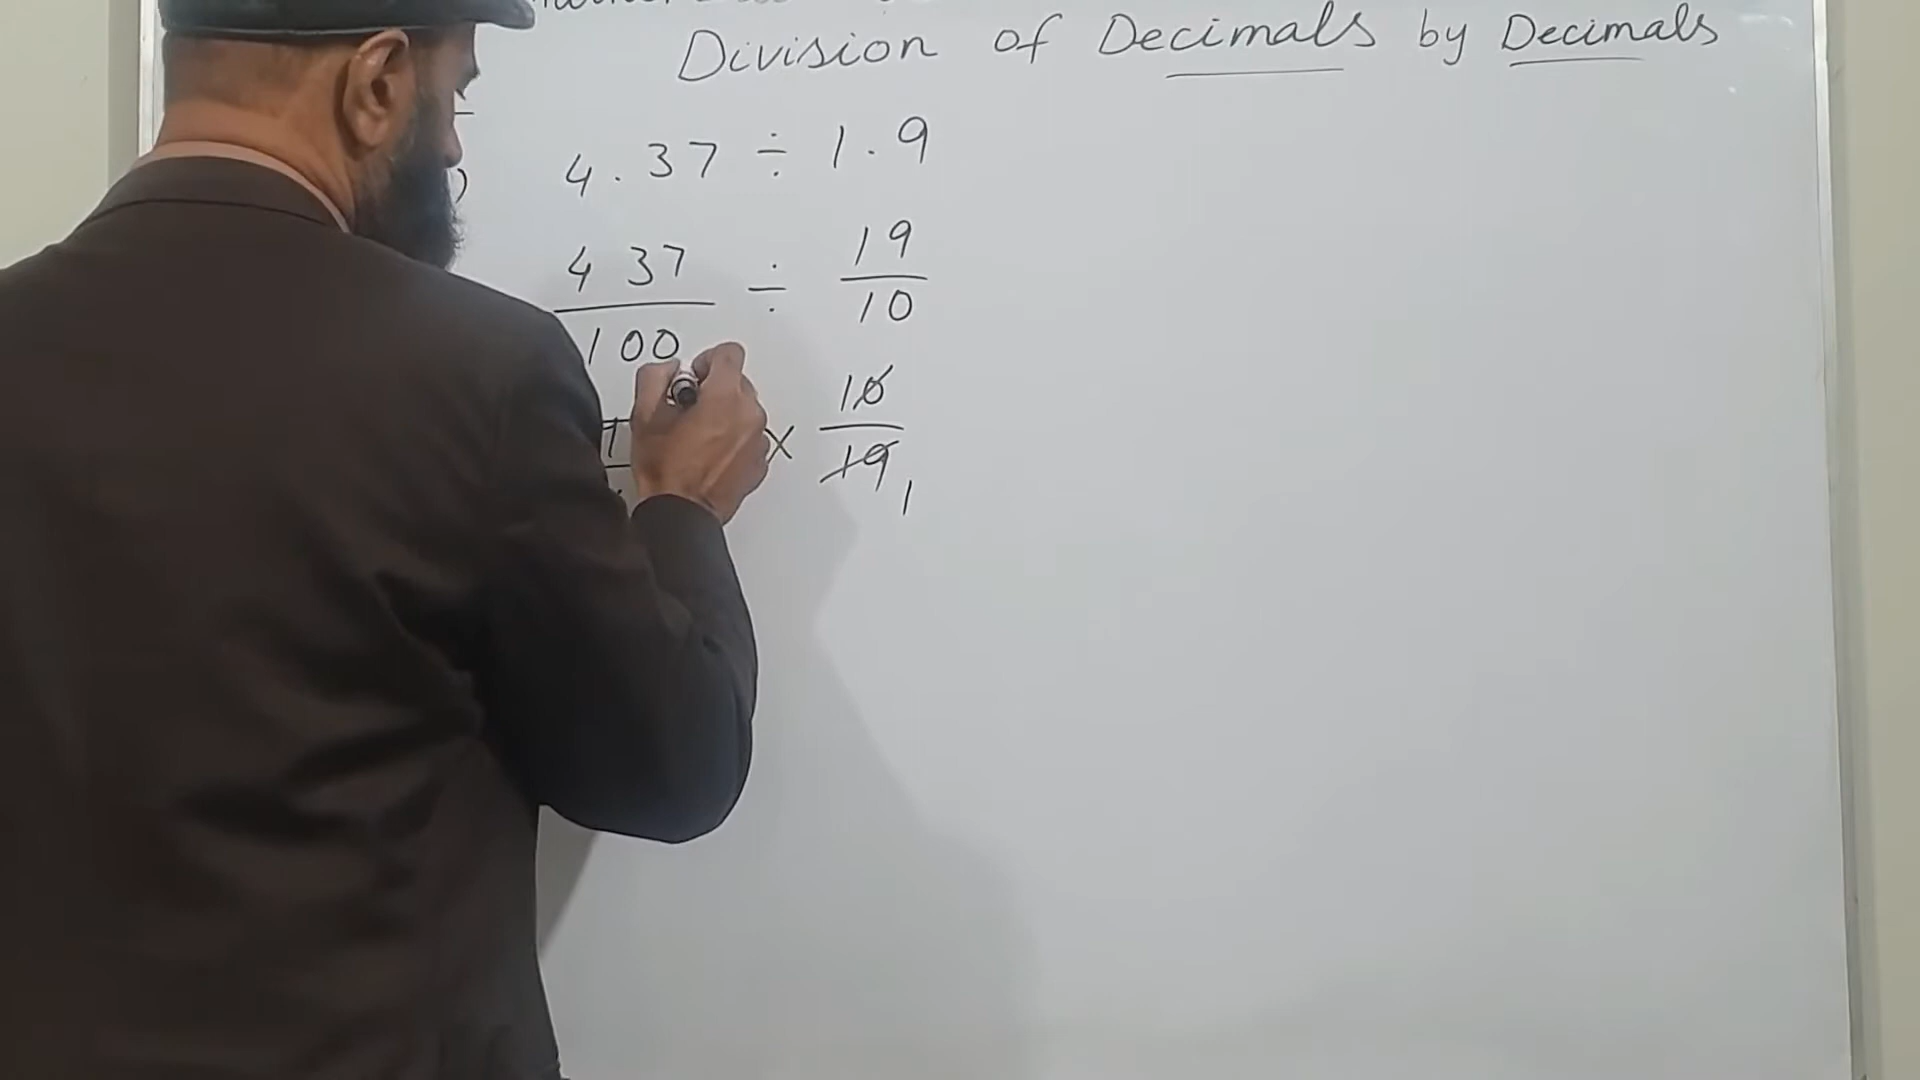 Division of Decimals by Decimals
4.37 ÷ 1.9
437/100 ÷ 19/10
× 10/19 1